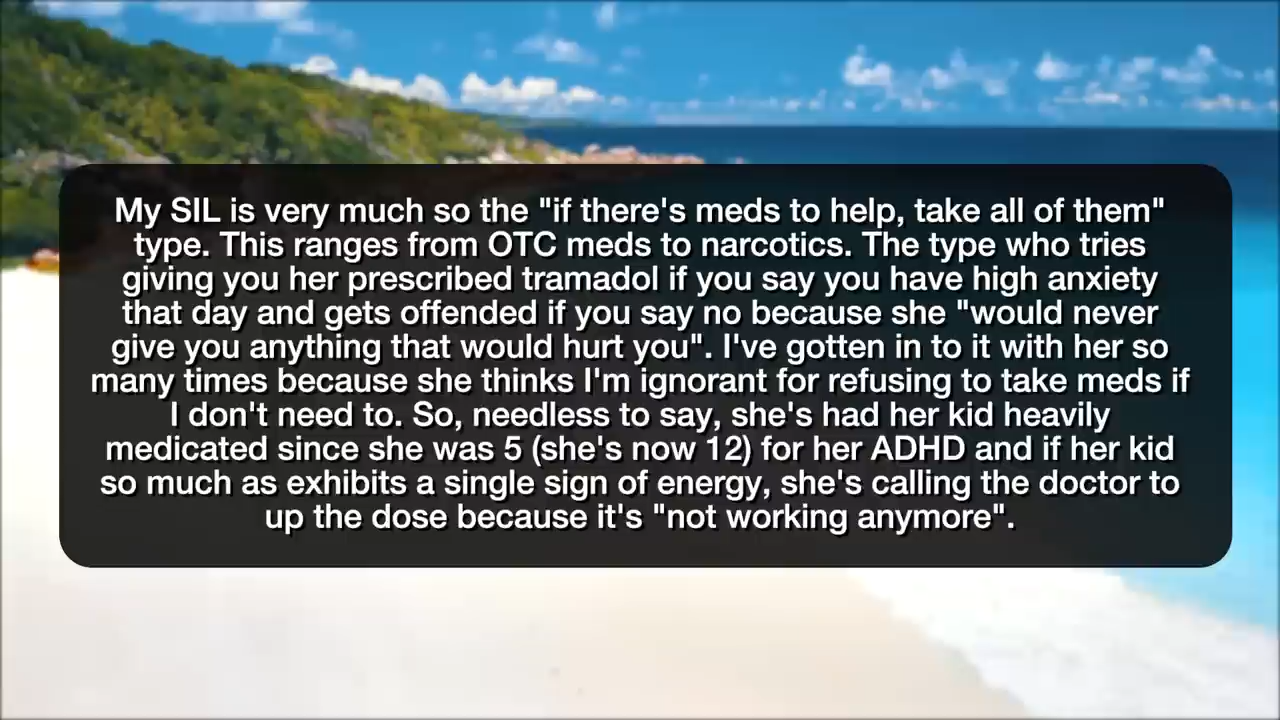 My SIL is very much so the "if there's meds to help, take all of them"
type. This ranges from OTC meds to narcotics. The type who tries
giving you her prescribed tramadol if you say you have high anxiety
that day and gets offended if you say no because she "would never
give you anything that would hurt you". I've gotten in to it with her so
many times because she thinks I'm ignorant for refusing to take meds if
I don't need to. So, needless to say, she's had her kid heavily
medicated since she was 5 (she's now 12) for her ADHD and if her kid
so much as exhibits a single sign of energy, she's calling the doctor to
up the dose because it's "not working anymore".